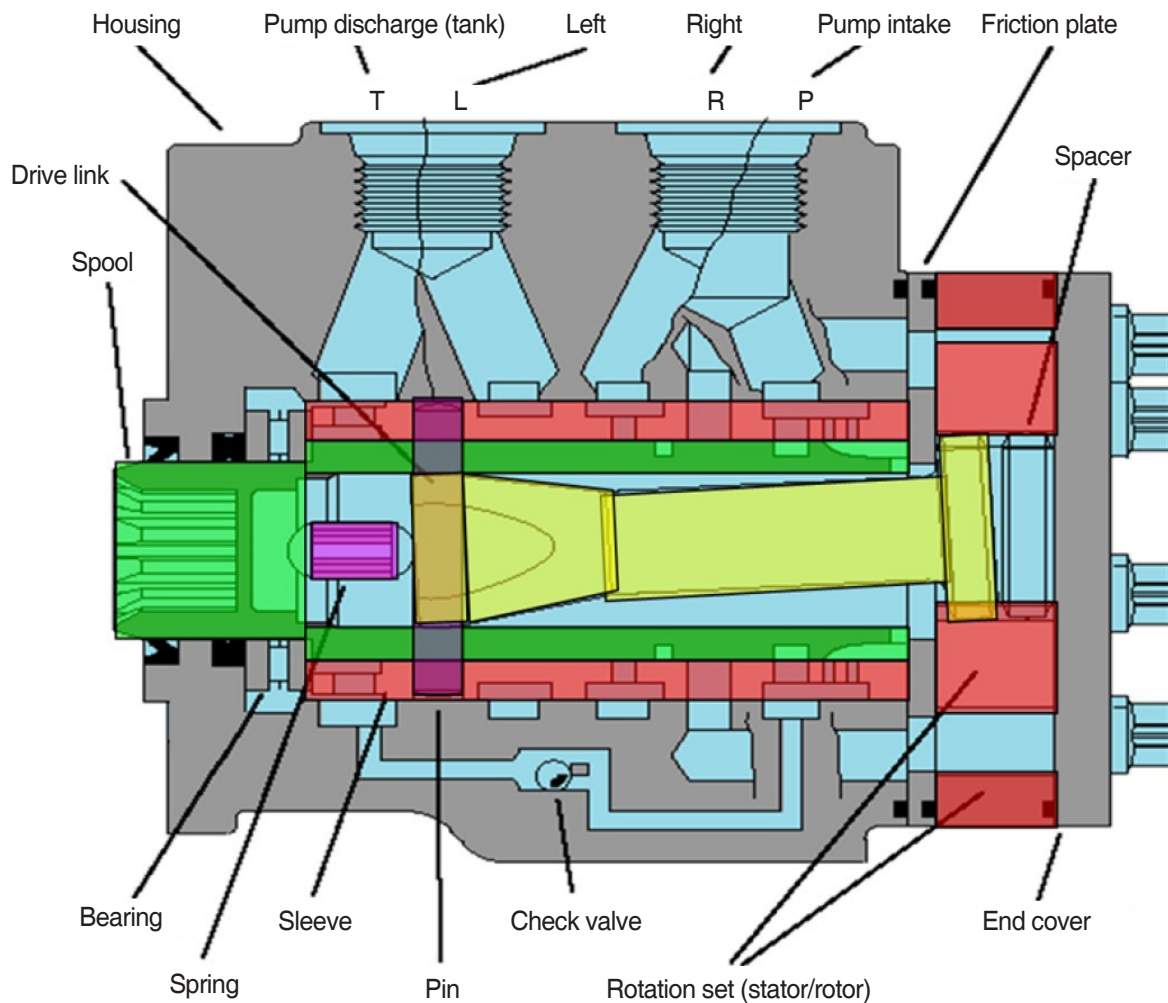 Housing
Pump discharge (tank)
Left
Right
Pump intake
Friction plate
T
L
R
P
Spacer
Drive link
Spool
Bearing
Sleeve
Check valve
End cover
Spring
Pin
Rotation set (stator/rotor)